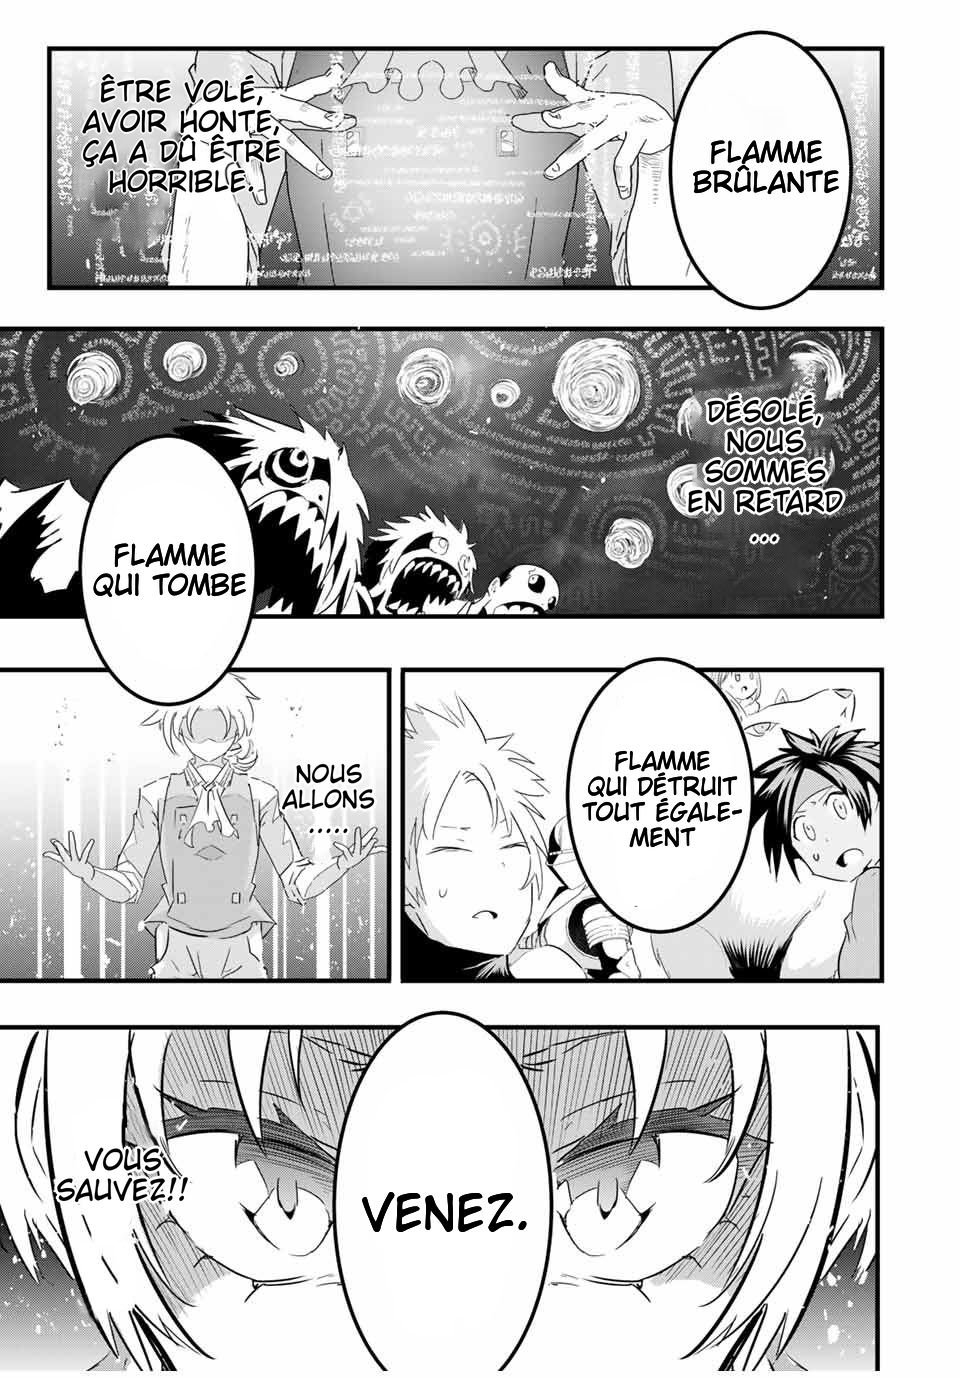 FLAMME
BRÛLANTE
ÊTRE VOLÉ,
AVOIR HONTE,
ÇA A DÛ ÊTRE
HORRIBLE.
DÉSOLÉ,
NOUS
SOMMES
EN RETARD
...
FLAMME
QUI TOMBE
FLAMME
QUI DÉTRUIT
TOUT ÉGALE-
MENT
NOUS
ALLONS
.....
VENEZ.
VOUS
SAUVEZ!!